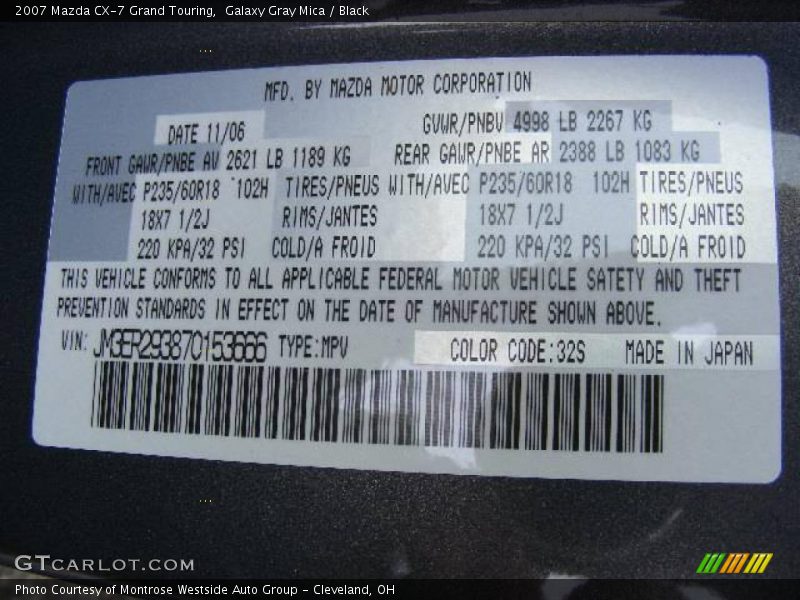 2007 Mazda CX-7 Grand Touring,  Galaxy Gray Mica / Black
MFD. BY MAZDA MOTOR CORPORATION
DATE 11/06 GVWR/PNBV 4998 LB 2267 KG
FRONT GAWR/PNBE AV 2621 LB 1189 KG REAR GAWR/PNBE AR 2388 LB 1083 KG
WITH/AVEC P235/60R18 102H TIRES/PNEUS WITH/AVEC P235/60R18 102H TIRES/PNEUS
18X7 1/2J RIMS/JANTES 18X7 1/2J RIMS/JANTES
220 KPA/32 PSI COLD/A FROID 220 KPA/32 PSI COLD/A FROID
THIS VEHICLE CONFORMS TO ALL APPLICABLE FEDERAL MOTOR VEHICLE SATETY AND THEFT
PREVENTION STANDARDS IN EFFECT ON THE DATE OF MANUFACTURE SHOWN ABOVE.
VIN: JM3ER293870153666 TYPE:MPV COLOR CODE:32S MADE IN JAPAN
GTCARLOT.COM
Photo Courtesy of Montrose Westside Auto Group - Cleveland, OH